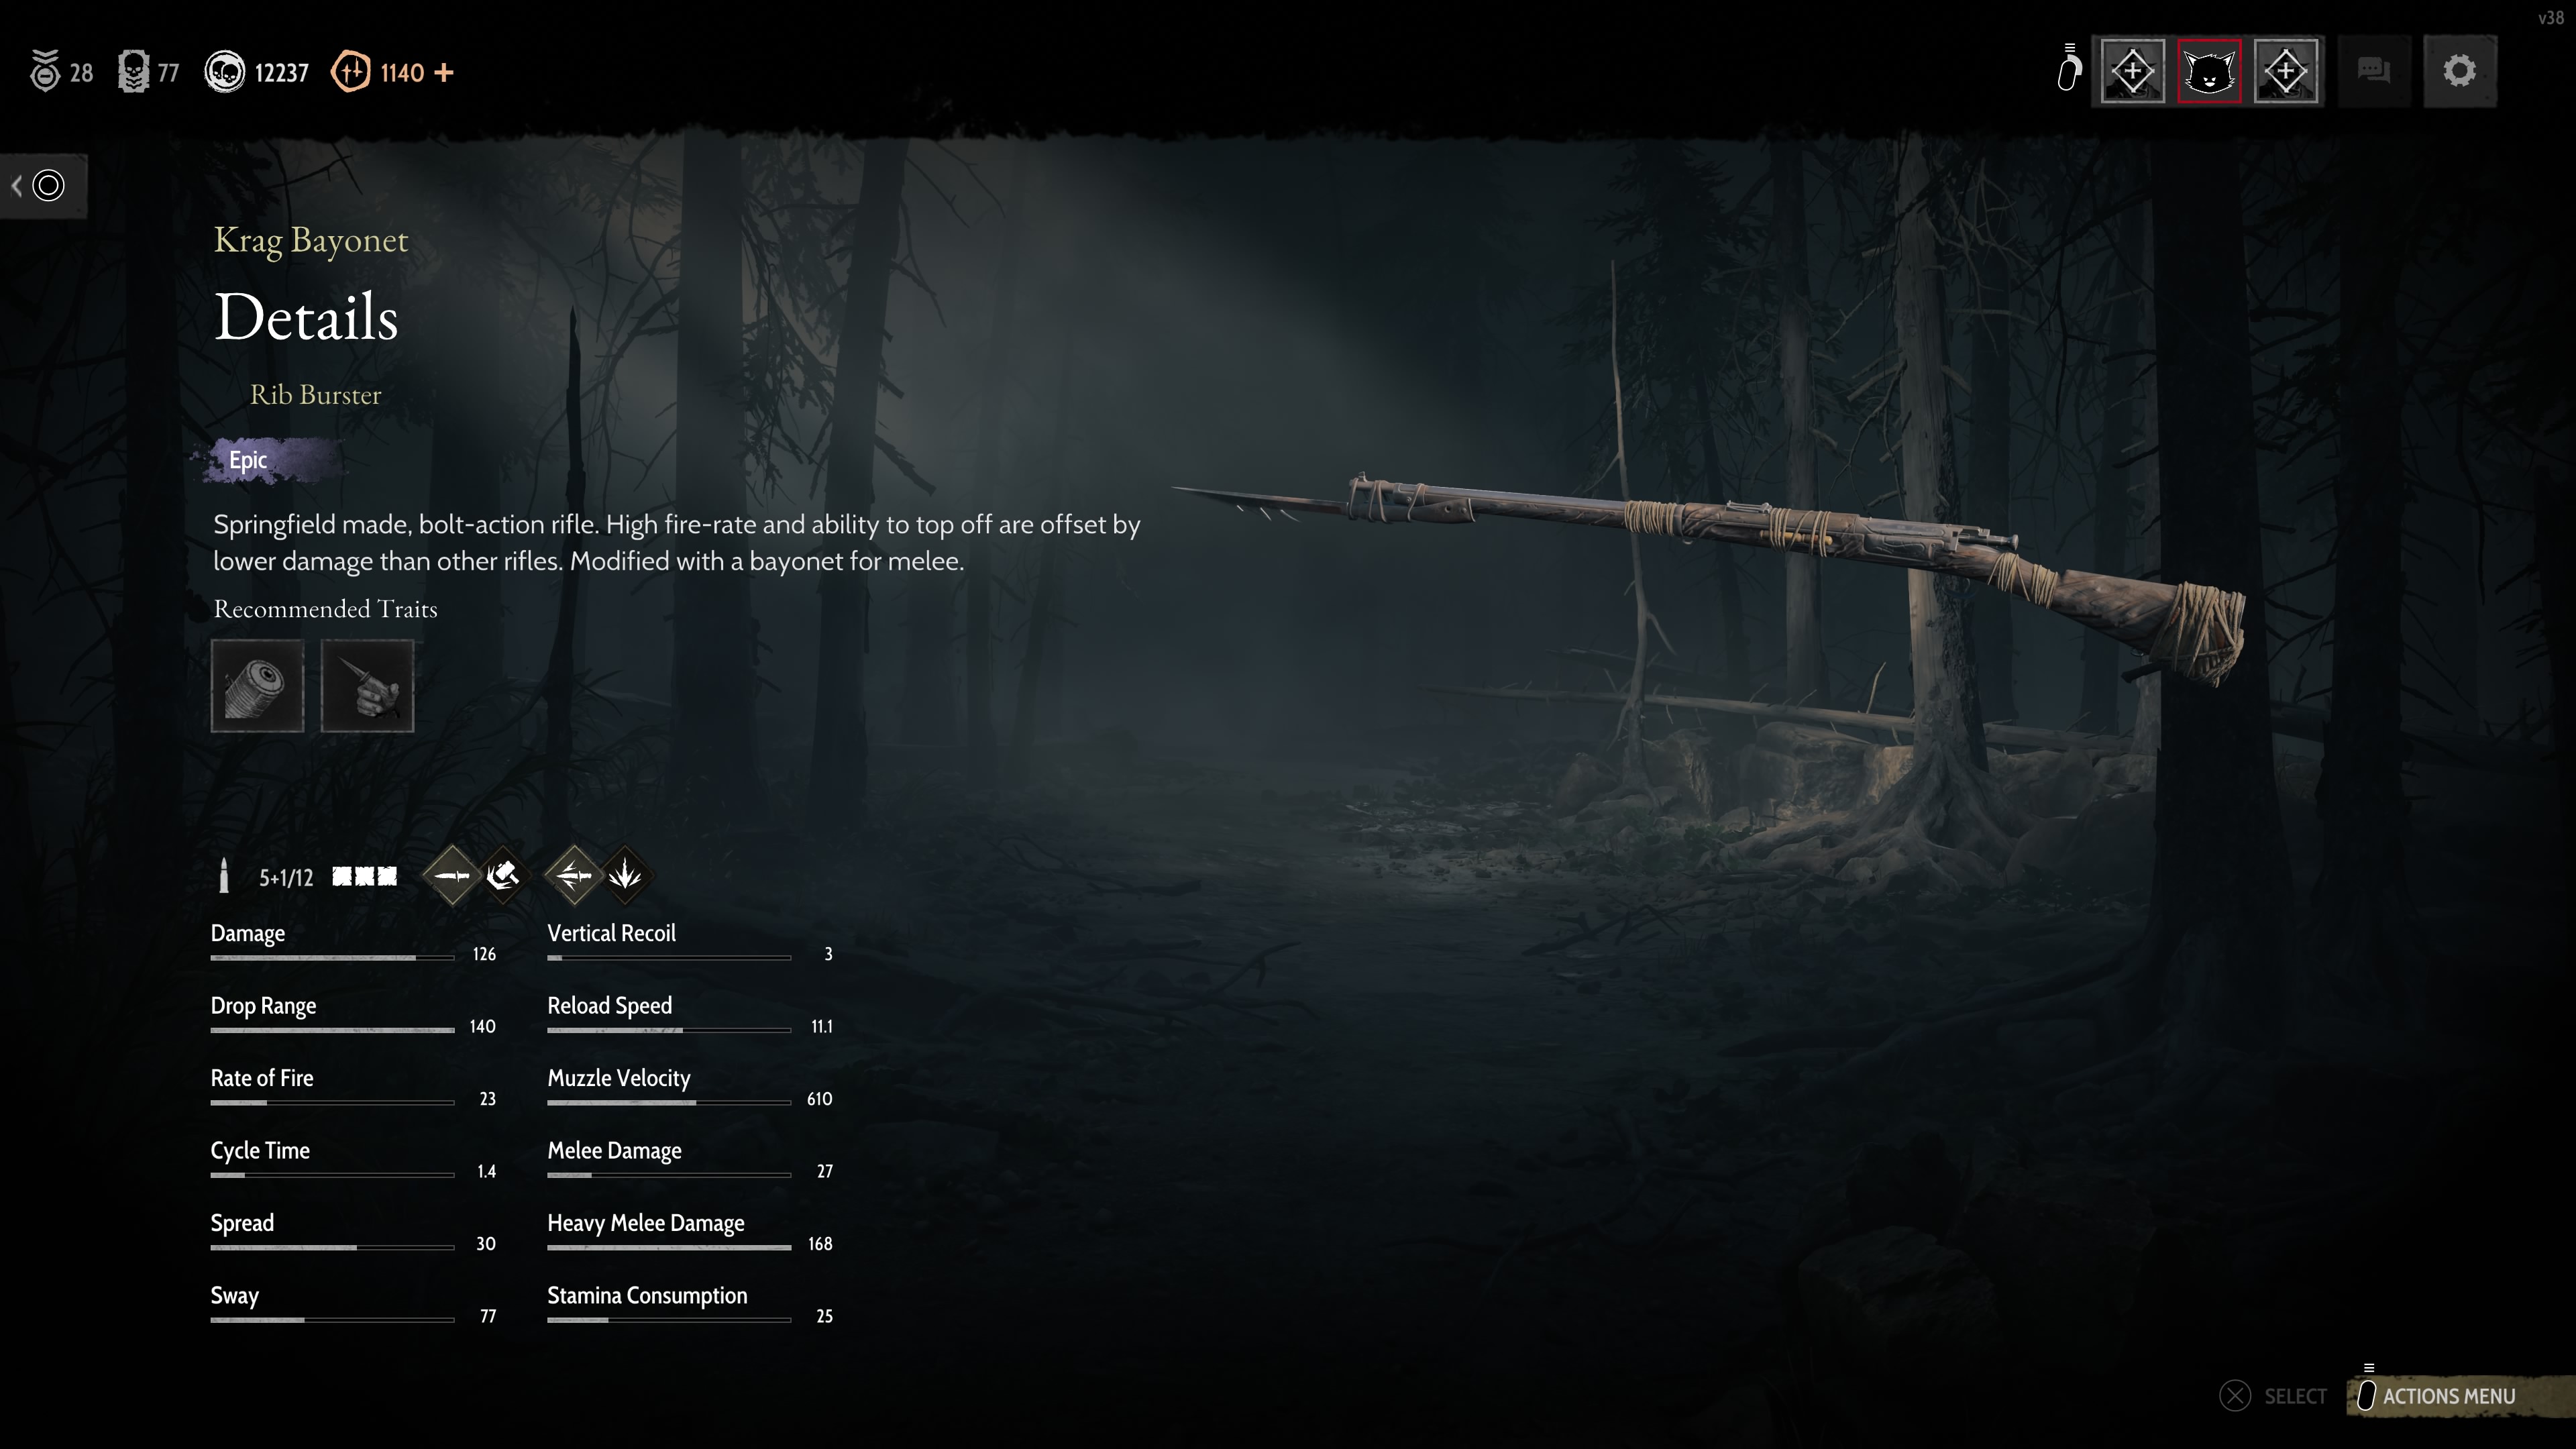 v38
28
77
12237
1140 +
Krag Bayonet
Details
Rib Burster
Epic
Springfield made, bolt-action rifle. High fire-rate and ability to top off are offset by
lower damage than other rifles. Modified with a bayonet for melee.
Recommended Traits
5+1/12
Damage
126
Drop Range
140
Rate of Fire
23
Cycle Time
1.4
Spread
30
Sway
77
Vertical Recoil
3
Reload Speed
11.1
Muzzle Velocity
610
Melee Damage
27
Heavy Melee Damage
168
Stamina Consumption
25
SELECT
ACTIONS MENU